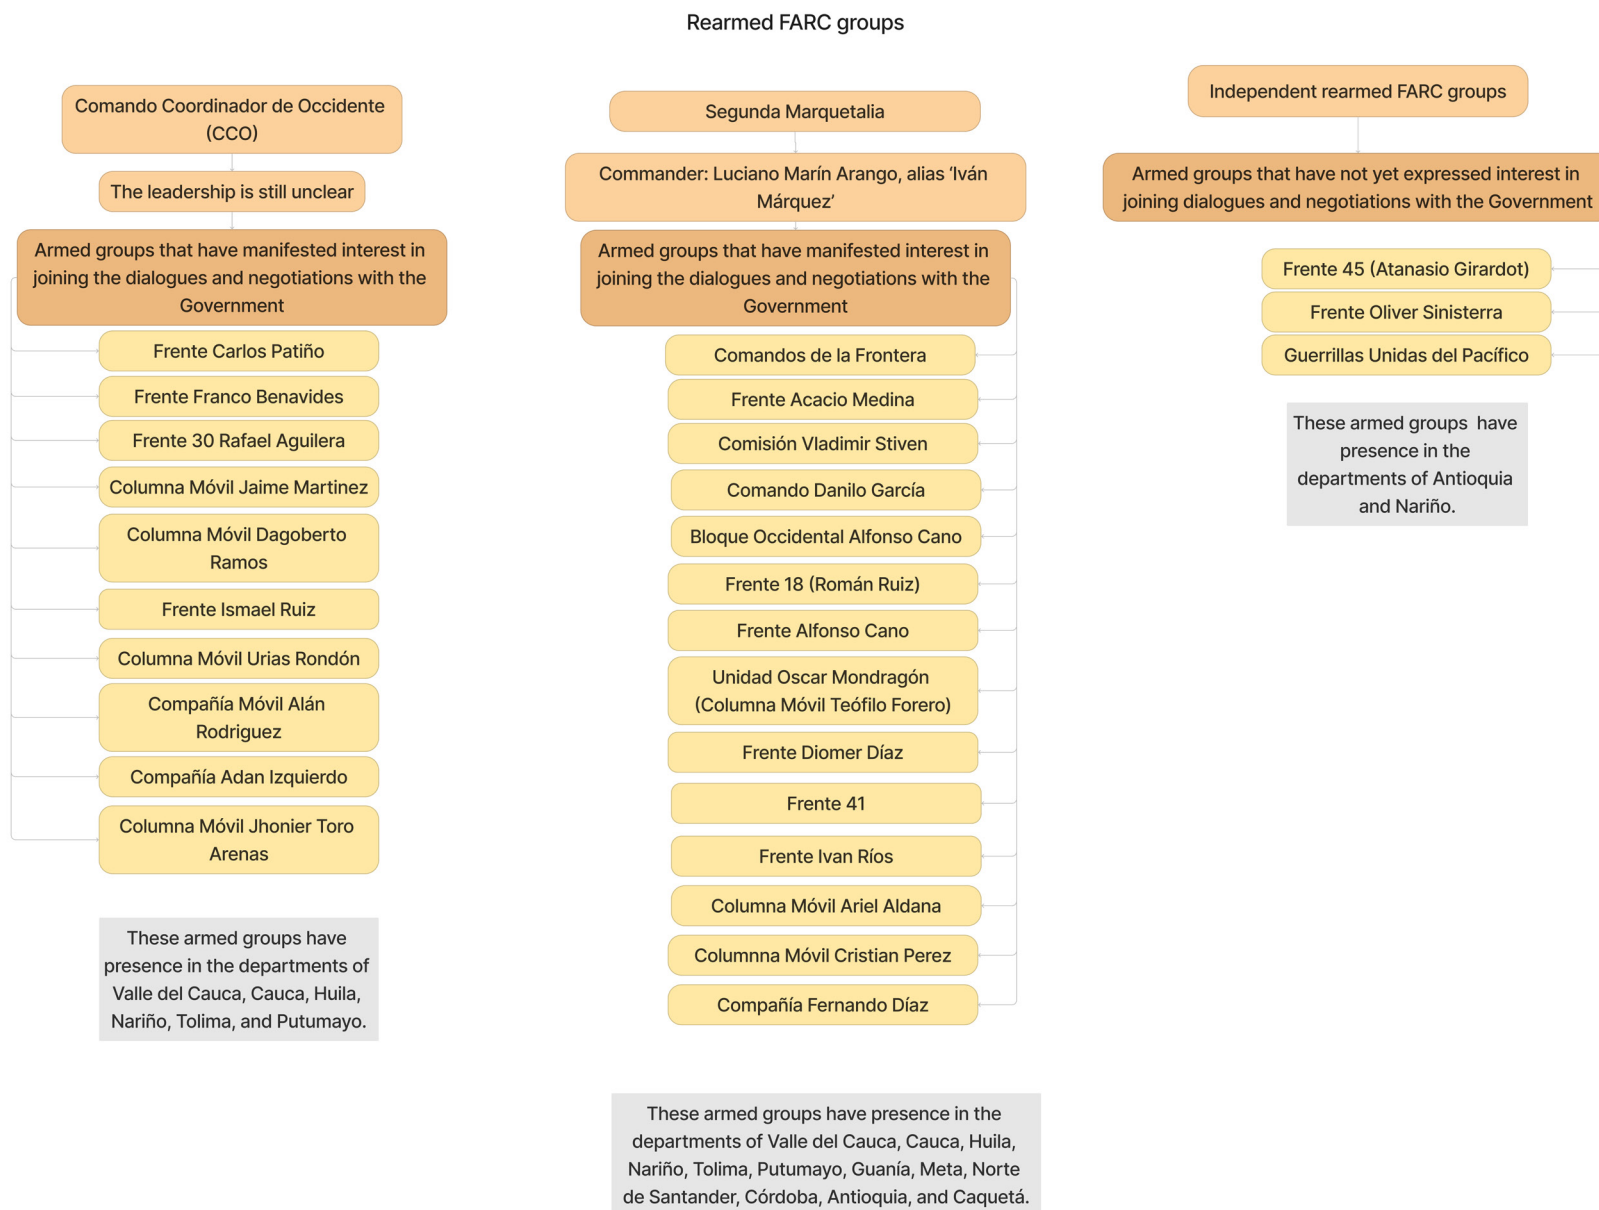 Rearmed FARC groups
Comando Coordinador de Occidente
(CCO)
The leadership is still unclear
Armed groups that have manifested interest in
joining the dialogues and negotiations with the
Government
Frente Carlos Patiño
Frente Franco Benavides
Frente 30 Rafael Aguilera
Columna Móvil Jaime Martinez
Columna Móvil Dagoberto
Ramos
Frente Ismael Ruiz
Columna Móvil Urias Rondón
Compañía Móvil Alán
Rodriguez
Compañía Adan Izquierdo
Columna Móvil Jhonier Toro
Arenas
These armed groups have
presence in the departments of
Valle del Cauca, Cauca, Huila,
Nariño, Tolima, and Putumayo.
Segunda Marquetalia
Commander: Luciano Marín Arango, alias ‘Iván
Márquez’
Armed groups that have manifested interest in
joining the dialogues and negotiations with the
Government
Comandos de la Frontera
Frente Acacio Medina
Comisión Vladimir Stiven
Comando Danilo García
Bloque Occidental Alfonso Cano
Frente 18 (Román Ruiz)
Frente Alfonso Cano
Unidad Oscar Mondragón
(Columna Móvil Teófilo Forero)
Frente Diomer Díaz
Frente 41
Frente Ivan Ríos
Columna Móvil Ariel Aldana
Columnna Móvil Cristian Perez
Compañía Fernando Díaz
These armed groups have presence in the
departments of Valle del Cauca, Cauca, Huila,
Nariño, Tolima, Putumayo, Guanía, Meta, Norte
de Santander, Córdoba, Antioquia, and Caquetá.
Independent rearmed FARC groups
Armed groups that have not yet expressed interest in
joining dialogues and negotiations with the Government
Frente 45 (Atanasio Girardot)
Frente Oliver Sinisterra
Guerrillas Unidas del Pacífico
These armed groups  have
presence in the
departments of Antioquia
and Nariño.